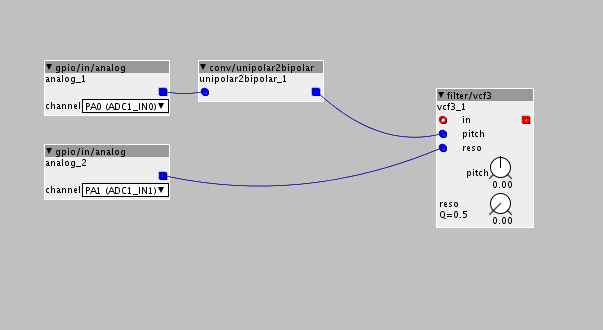 ▼ gpio/in/analog
analog_1
channel PA0 (ADC1_IN0)▼
▼ conv/unipolar2bipolar
unipolar2bipolar_1
▼ gpio/in/analog
analog_2
channel PA1 (ADC1_IN1)▼
▼ filter/vcf3
vcf3_1
in
pitch
reso
pitch
0.00
reso
Q=0.5
0.00